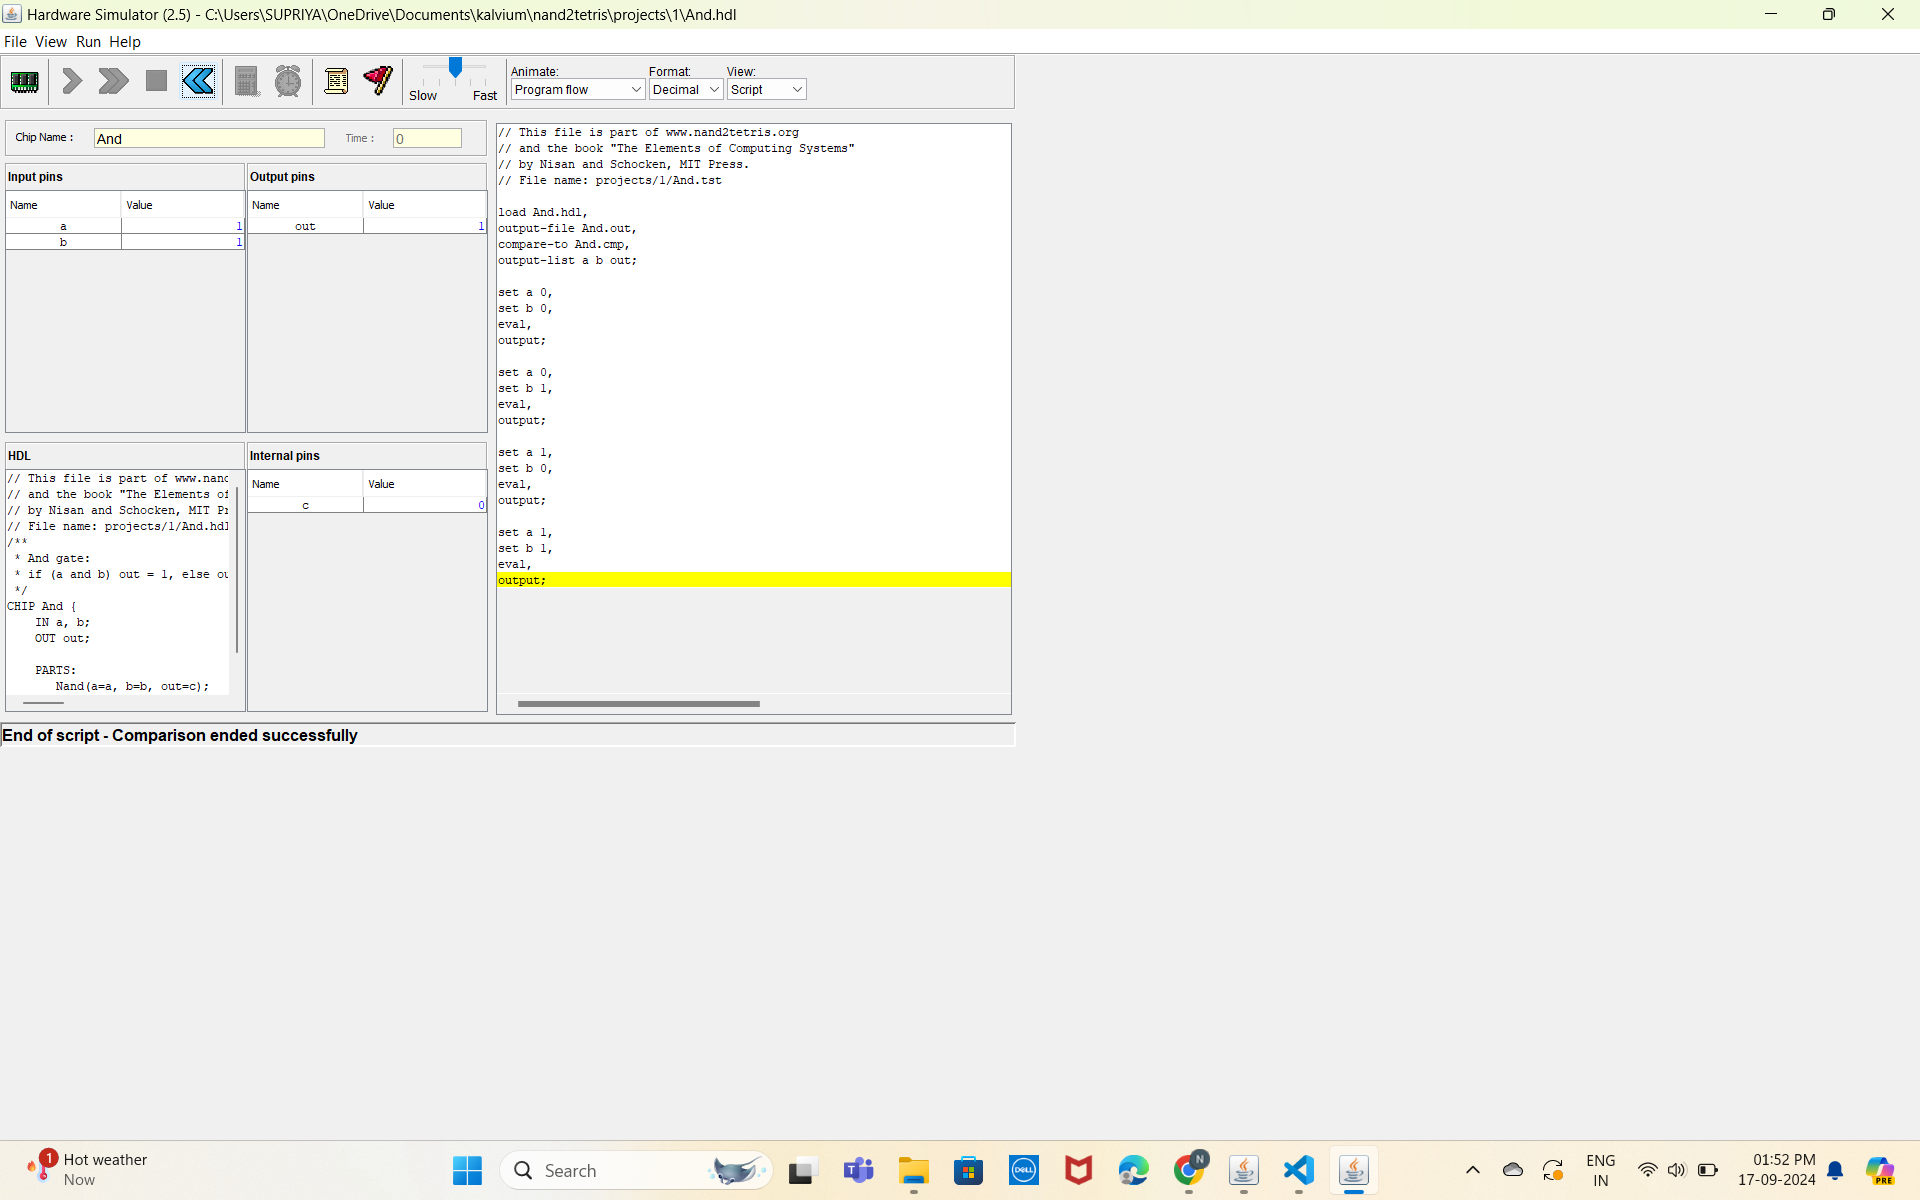 Hardware Simulator (2.5) - C:\Users\SUPRIYA\OneDrive\Documents\kalvium\nand2tetris\projects\1\And.hdl
File View Run Help
Slow Fast
Animate: Format: View:
Program flow Decimal Script
Chip Name : And Time : 0
Input pins
Name Value
a 1
b 1
Output pins
Name Value
out 1
HDL
// This file is part of www.nand
// and the book "The Elements of
// by Nisan and Schocken, MIT Pr
// File name: projects/1/And.hdl
/**
* And gate:
* if (a and b) out = 1, else ou
*/
CHIP And {
IN a, b;
OUT out;
PARTS:
Nand(a=a, b=b, out=c);
Internal pins
Name Value
c 0
// This file is part of www.nand2tetris.org
// and the book "The Elements of Computing Systems"
// by Nisan and Schocken, MIT Press.
// File name: projects/1/And.tst
load And.hdl,
output-file And.out,
compare-to And.cmp,
output-list a b out;
set a 0,
set b 0,
eval,
output;
set a 0,
set b 1,
eval,
output;
set a 1,
set b 0,
eval,
output;
set a 1,
set b 1,
eval,
output;
End of script - Comparison ended successfully
1
Hot weather
Now
Search
DELL
N
ENG
IN
01:52 PM
17-09-2024
PRE